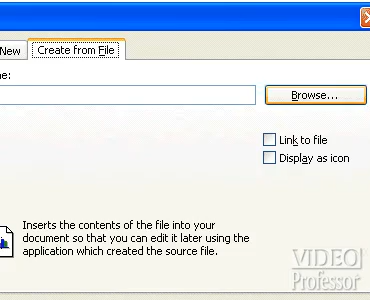 New
Create from File
ne:
Browse...
Link to file
Display as icon
Inserts the contents of the file into your
document so that you can edit it later using the
application which created the source file.
VIDEO
Professor